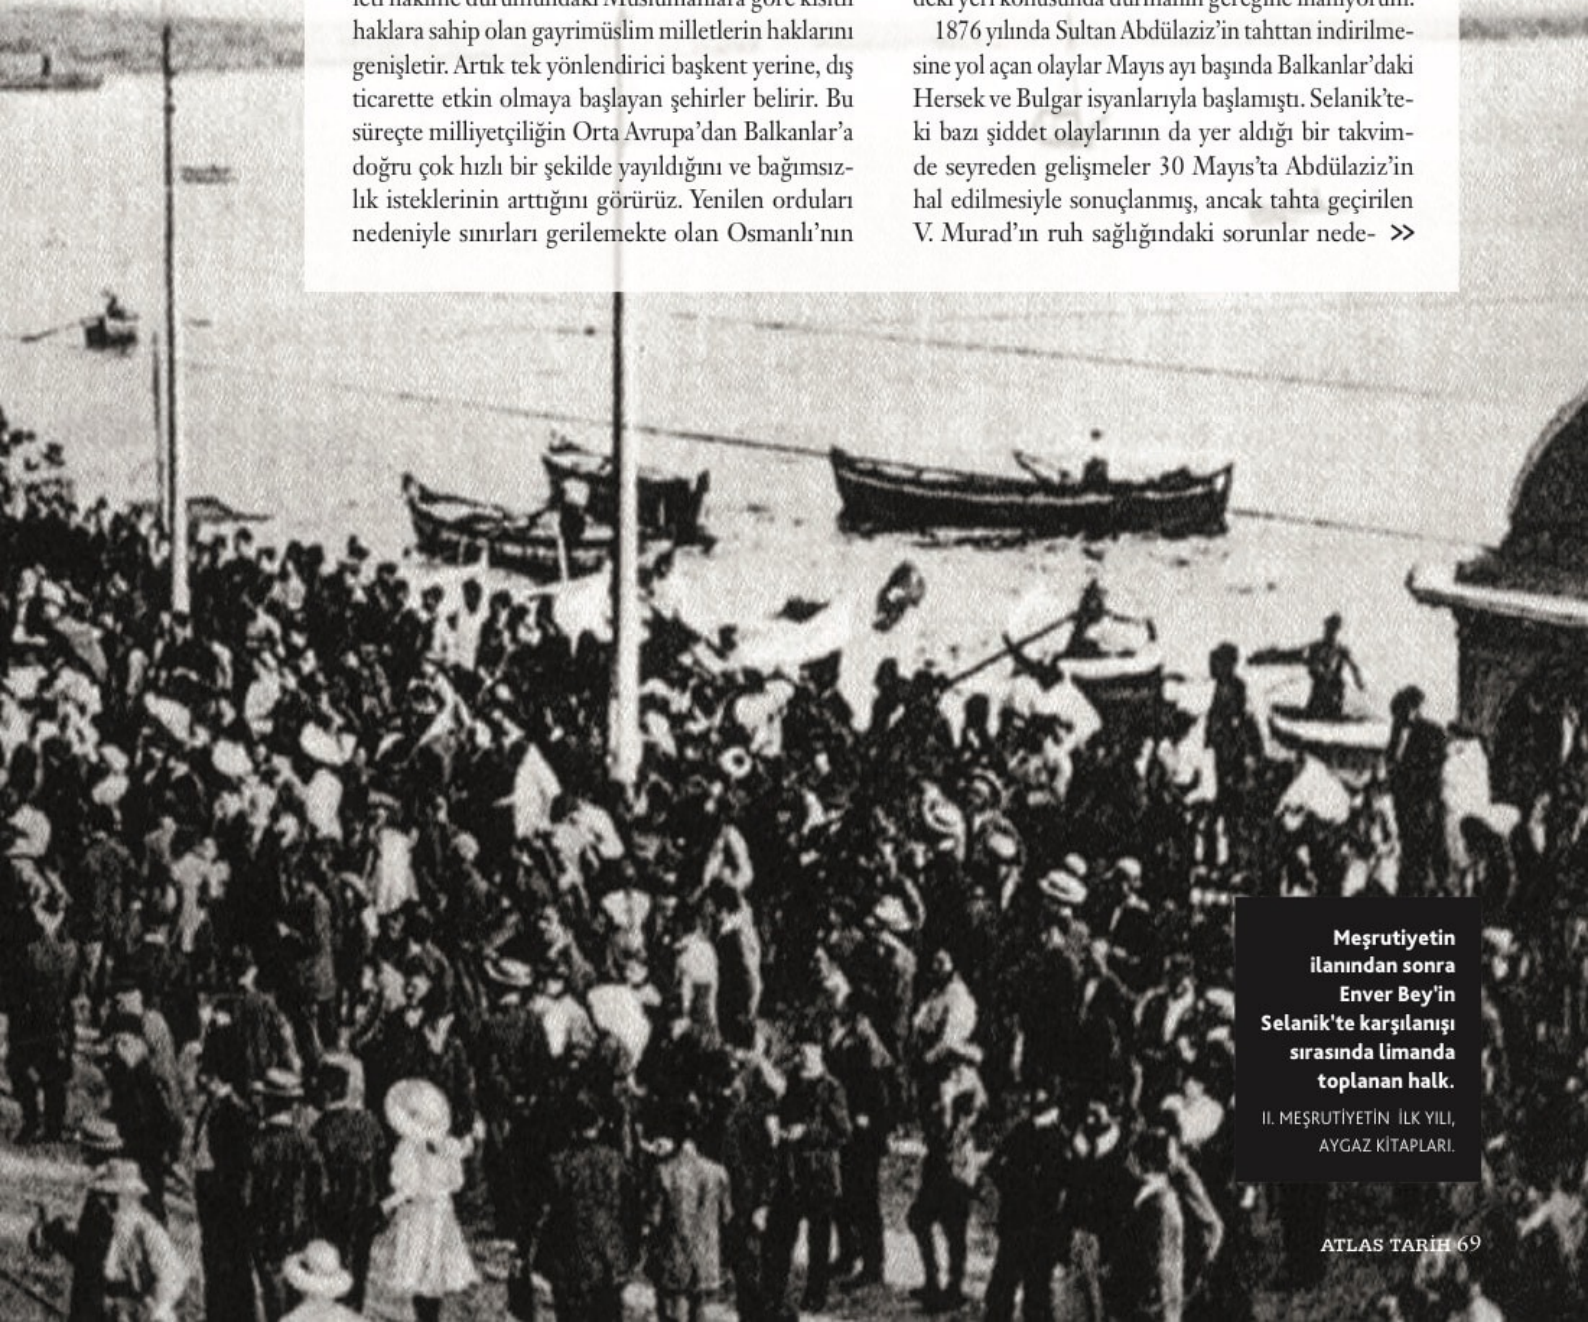 haklara sahip olan gayrimüslim milletlerin haklarını
genişletir. Artık tek yönlendirici başkent yerine, dış
ticarette etkin olmaya başlayan şehirler belirir. Bu
süreçte milliyetçiliğin Orta Avrupa’dan Balkanlar’a
doğru çok hızlı bir şekilde yayıldığını ve bağımsız-
lık isteklerinin arttığını görürüz. Yenilen orduları
nedeniyle sınırları gerilemekte olan Osmanlı’nın
deki yeri konusunda durmanın gereğine inanıyorum.
1876 yılında Sultan Abdülaziz’in tahttan indirilme-
sine yol açan olaylar Mayıs ayı başında Balkanlar’daki
Hersek ve Bulgar isyanlarıyla başlamıştı. Selanik’te-
ki bazı şiddet olaylarının da yer aldığı bir takvim-
de seyreden gelişmeler 30 Mayıs’ta Abdülaziz’in
hal edilmesiyle sonuçlanmış, ancak tahta geçirilen
V. Murad’ın ruh sağlığındaki sorunlar nede- >>
Meşrutiyetin
ilanından sonra
Enver Bey'in
Selanik'te karşılanışı
sırasında limanda
toplanan halk.
II. MEŞRUTİYETİN İLK YILI,
AYGAZ KİTAPLARI.
ATLAS TARİH 69